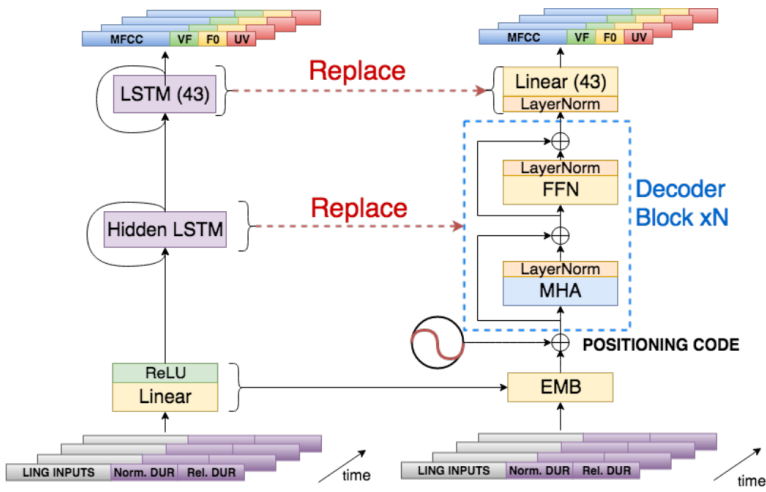 MFCC VF F0 UV
MFCC VF F0 UV
LSTM (43)
Replace
Linear (43)
LayerNorm
LayerNorm
FFN
Decoder
Block xN
Hidden LSTM
Replace
LayerNorm
MHA
POSITIONING CODE
ReLU
Linear
EMB
LING INPUTS Norm. DUR Rel. DUR
time
LING INPUTS Norm. DUR Rel. DUR
time